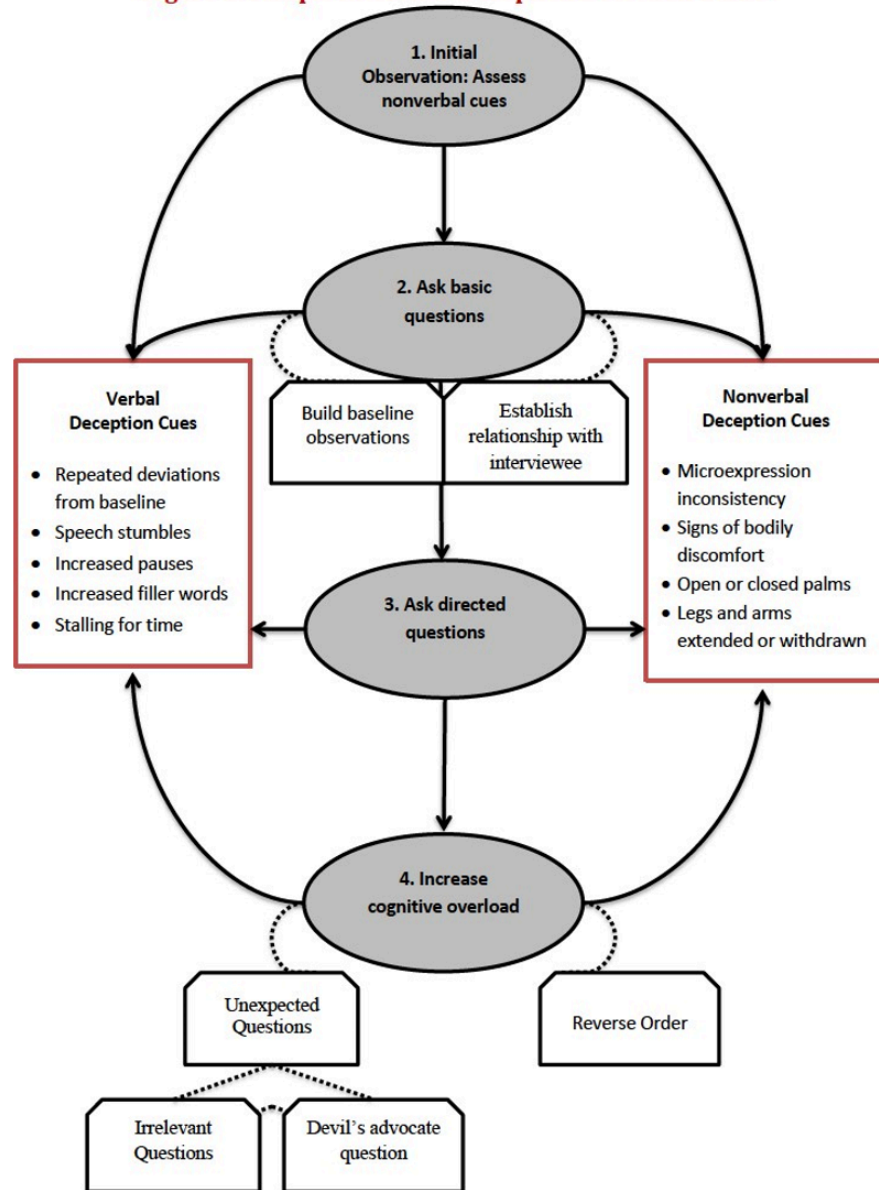 1. Initial
Observation: Assess
nonverbal cues
2. Ask basic
questions
Verbal
Deception Cues
• Repeated deviations
from baseline
• Speech stumbles
• Increased pauses
• Increased filler words
• Stalling for time
Build baseline
observations
Establish
relationship with
interviewee
Nonverbal
Deception Cues
• Microexpression
inconsistency
• Signs of bodily
discomfort
• Open or closed palms
• Legs and arms
extended or withdrawn
3. Ask directed
questions
4. Increase
cognitive overload
Unexpected
Questions
Reverse Order
Irrelevant
Questions
Devil’s advocate
question